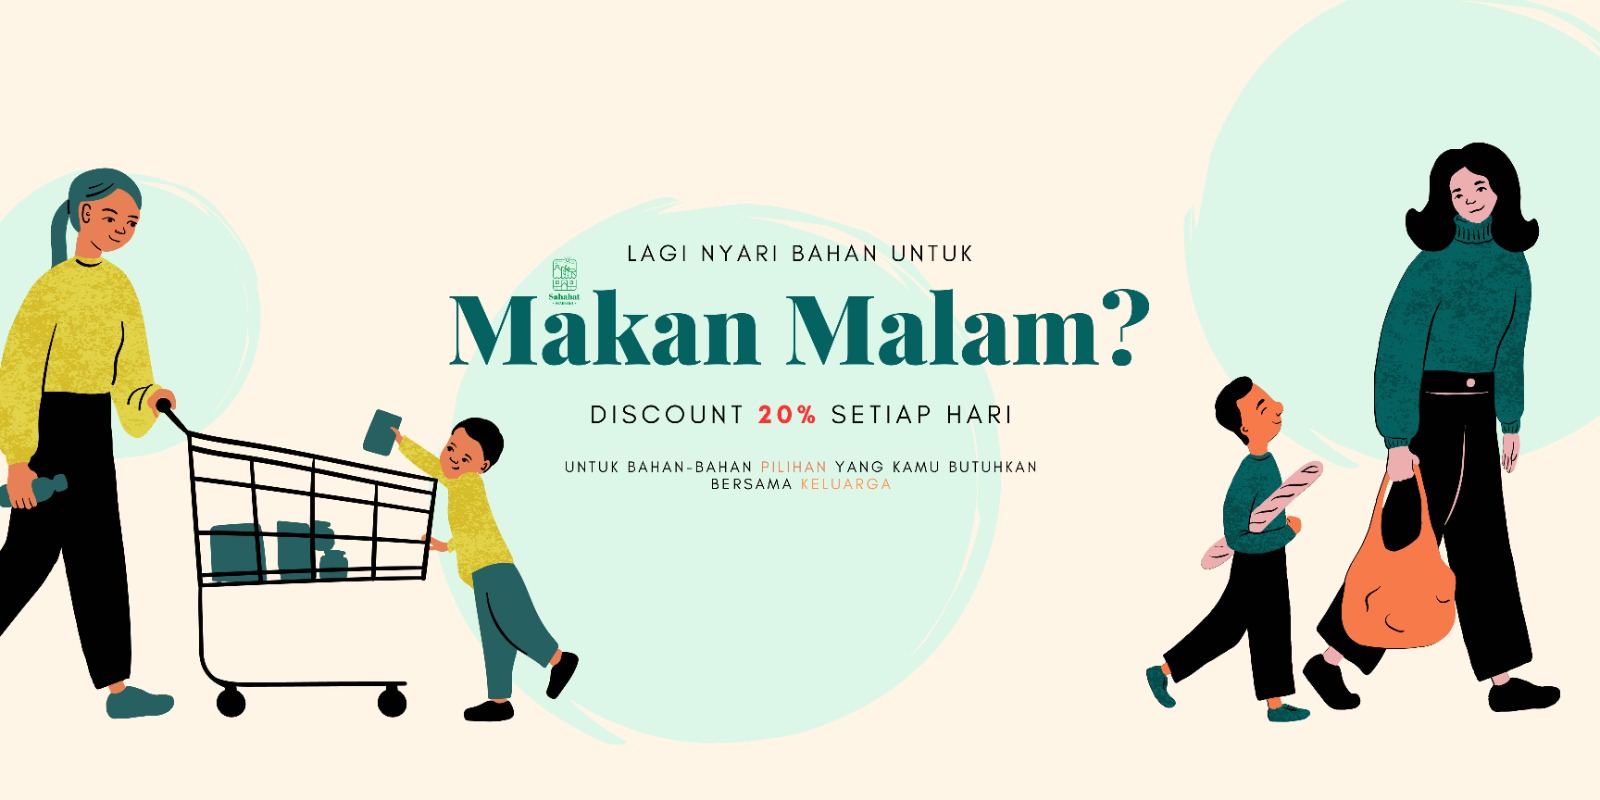 LAGI NYARI BAHAN UNTUK
Sahabat
Makan Malam?
DISCOUNT 20% SETIAP HARI
UNTUK BAHAN-BAHAN PILIHAN YANG KAMU BUTUHKAN
BERSAMA KELUARGA